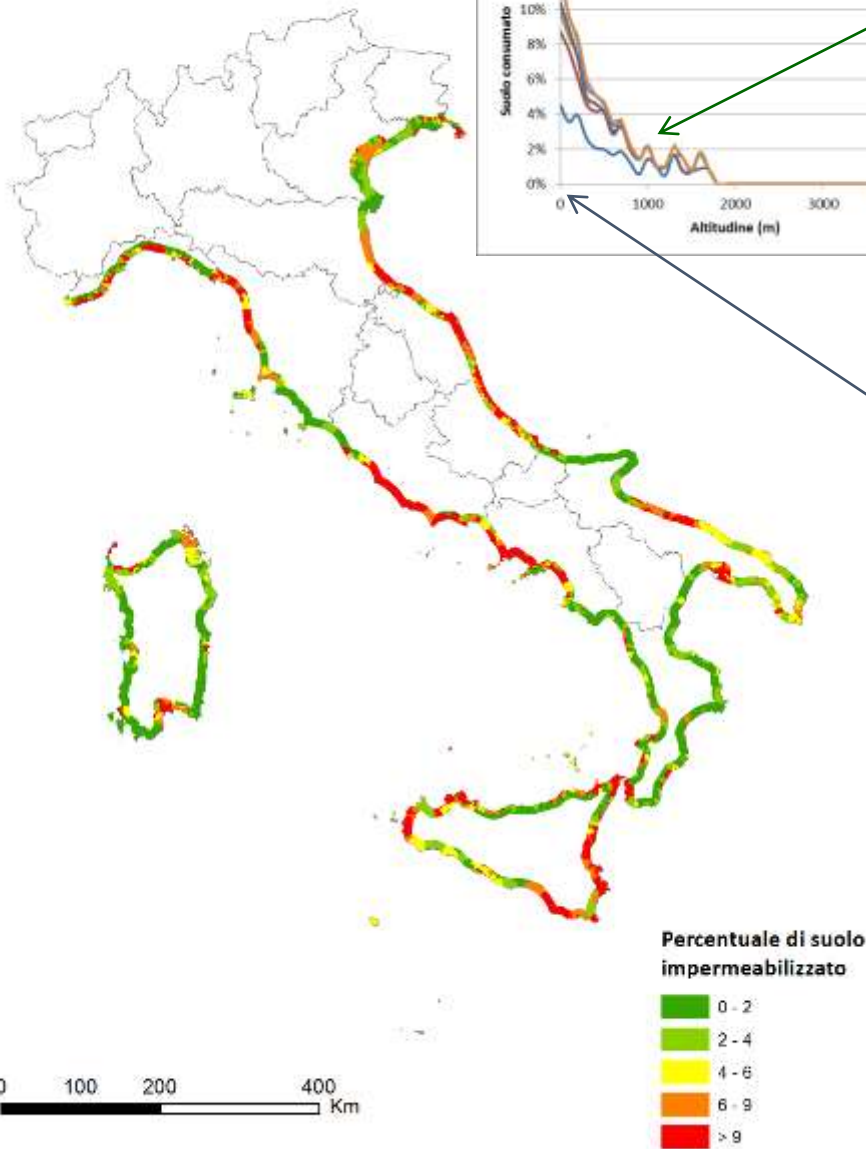 Suolo consumato
10%
8%
6%
4%
2%
0%
0
1000
2000
3000
Altitudine (m)
Percentuale di suolo
impermeabilizzato
0 - 2
2 - 4
4 - 6
6 - 9
> 9
0
100
200
400
Km